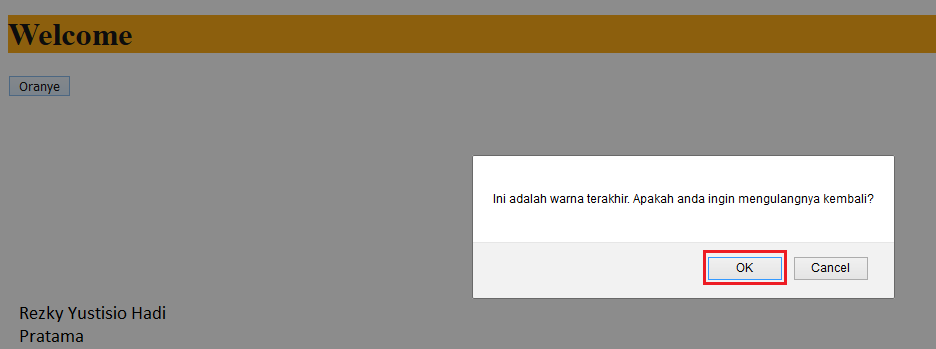 Welcome
Oranye
Ini adalah warna terakhir. Apakah anda ingin mengulangnya kembali?
OK Cancel
Rezky Yustisio Hadi
Pratama